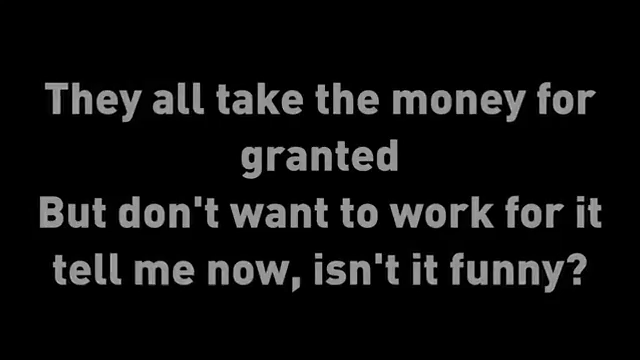 They all take the money for
granted
But don't want to work for it
tell me now, isn't it funny?